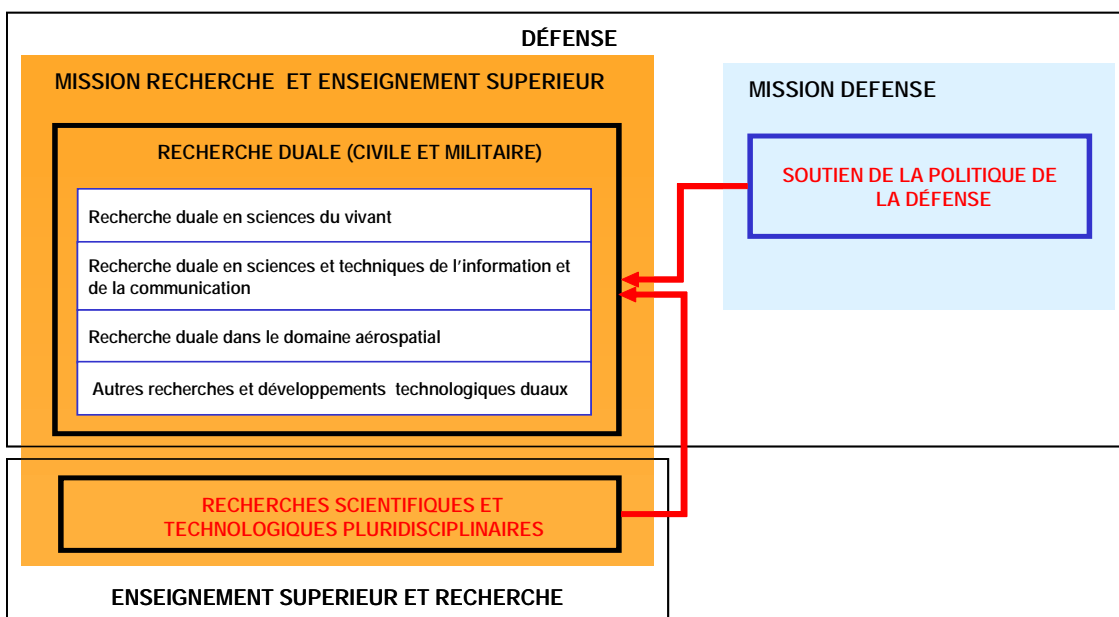 DÉFENSE
MISSION RECHERCHE ET ENSEIGNEMENT SUPERIEUR
RECHERCHE DUALE (CIVILE ET MILITAIRE)
Recherche duale en sciences du vivant
Recherche duale en sciences et techniques de l'information et
de la communication
Recherche duale dans le domaine aérospatial
Autres recherches et développements technologiques duaux
MISSION DEFENSE
SOUTIEN DE LA POLITIQUE DE
LA DÉFENSE
RECHERCHES SCIENTIFIQUES ET
TECHNOLOGIQUES PLURIDISCIPLINAIRES
ENSEIGNEMENT SUPERIEUR ET RECHERCHE